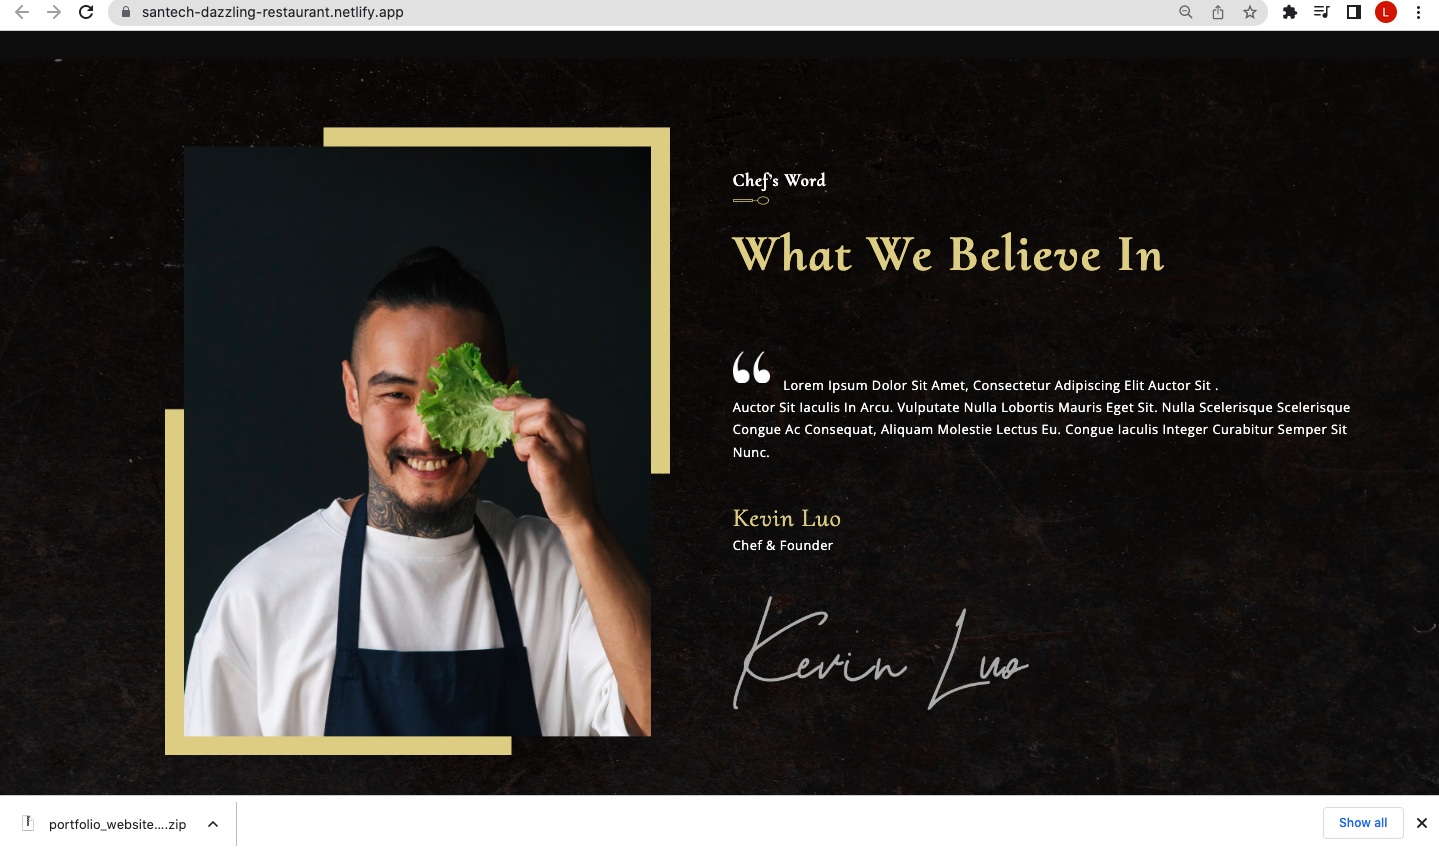 santech-dazzling-restaurant.netlify.app
L
Chef's Word
What We Believe In
“ Lorem Ipsum Dolor Sit Amet, Consectetur Adipiscing Elit Auctor Sit .
Auctor Sit Iaculis In Arcu. Vulputate Nulla Lobortis Mauris Eget Sit. Nulla Scelerisque Scelerisque
Congue Ac Consequat, Aliquam Molestie Lectus Eu. Congue Iaculis Integer Curabitur Semper Sit
Nunc.
Kevin Luo
Chef & Founder
Kevin Luo
portfolio_website....zip
Show all